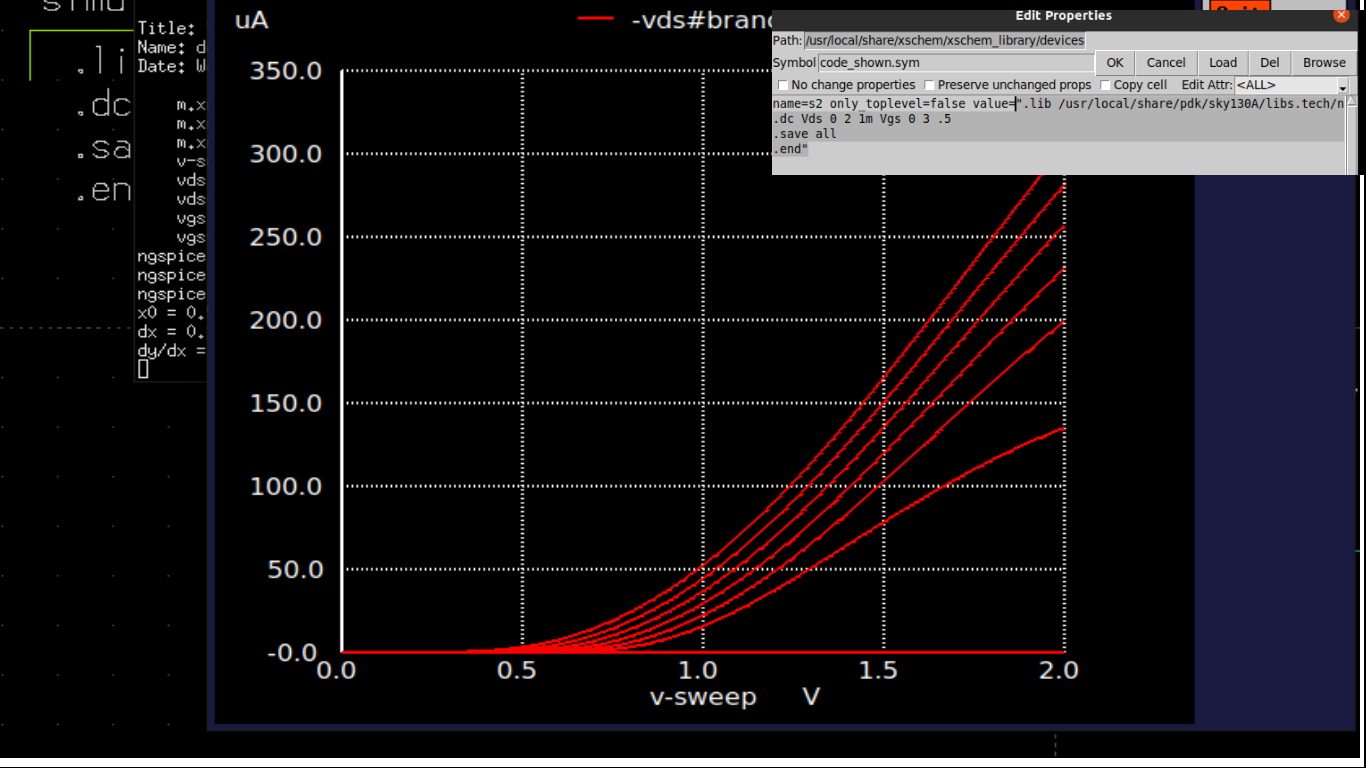 uA
-vds#branc
350.0
300.0
250.0
200.0
150.0
100.0
50.0
-0.0
0.0 0.5 1.0 1.5 2.0
v-sweep V
.li
.dc
.sa
.en
Title:
Name: d
Date: W
m.x
m.x
m.x
v-s
vds
vds
vgs
vgs
ngspice
ngspice
ngspice
x0 = 0.
dx = 0.
dy/dx =
Edit Properties
Path: /usr/local/share/xschem/xschem_library/devices
Symbol code_shown.sym OK Cancel Load Del Browse
No change properties Preserve unchanged props Copy cell Edit Attr: <ALL>
name=s2 only_toplevel=false value=".lib /usr/local/share/pdk/sky130A/libs.tech/n
.dc Vds 0 2 1m Vgs 0 3 .5
.save all
.end"